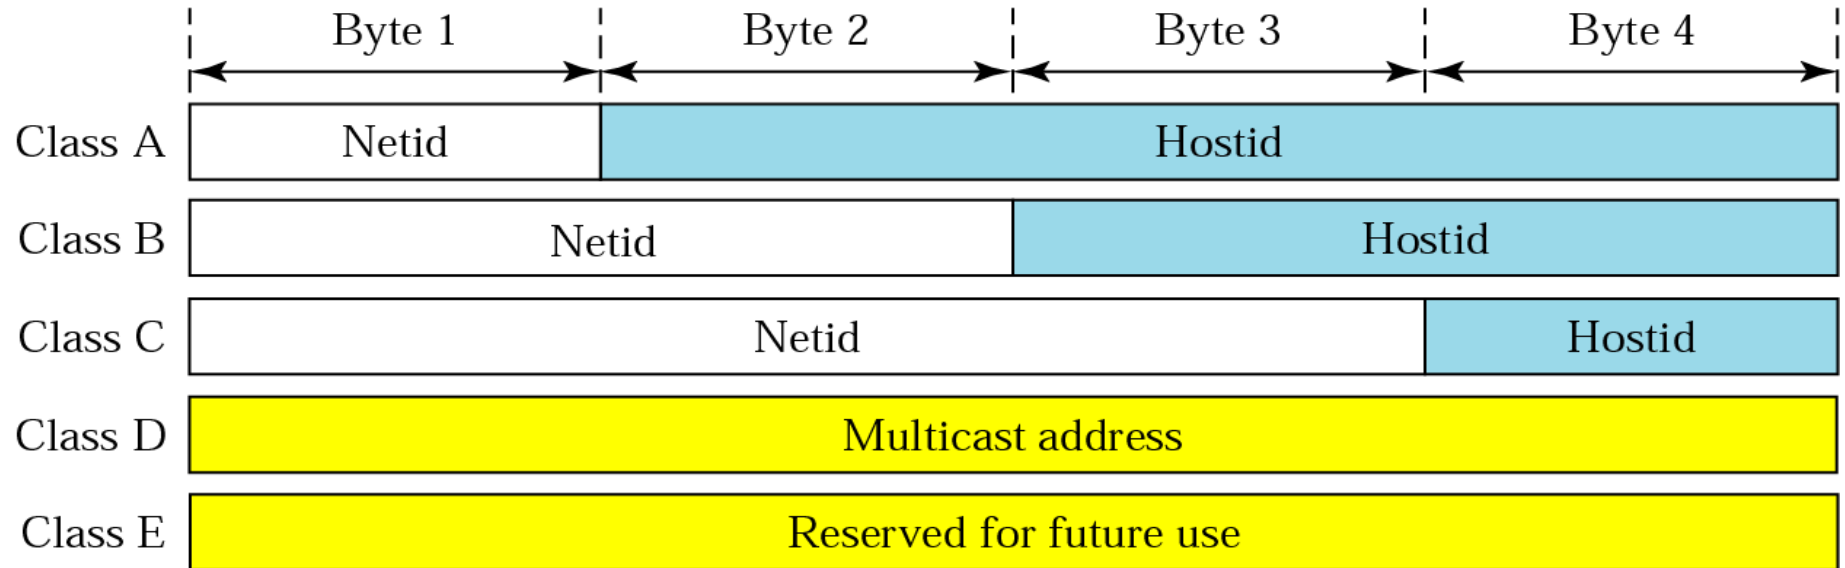 Byte 1 Byte 2 Byte 3 Byte 4
Class A Netid Hostid
Class B Netid Hostid
Class C Netid Hostid
Class D Multicast address
Class E Reserved for future use